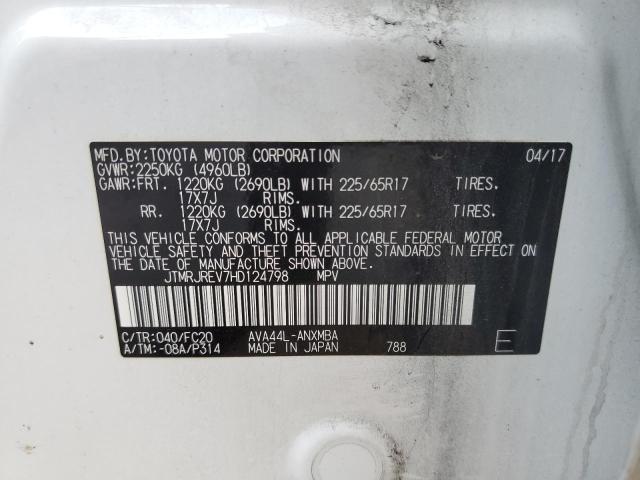 MFD.BY:TOYOTA MOTOR CORPORATION 04/17
GVWR:2250KG (4960LB)
GAWR:FRT. 1220KG (2690LB) WITH 225/65R17 TIRES.
17X7J RIMS.
RR. 1220KG (2690LB) WITH 225/65R17 TIRES.
17X7J RIMS.
THIS VEHICLE CONFORMS TO ALL APPLICABLE FEDERAL MOTOR
VEHICLE SAFETY AND THEFT PREVENTION STANDARDS IN EFFECT ON
THE DATE OF MANUFACTURE SHOWN ABOVE.
JTMRJREV7HD124798 MPV
C/TR:040/FC20 AVA44L-ANXMBA
A/TM:-08A/P314 MADE IN JAPAN 788 E